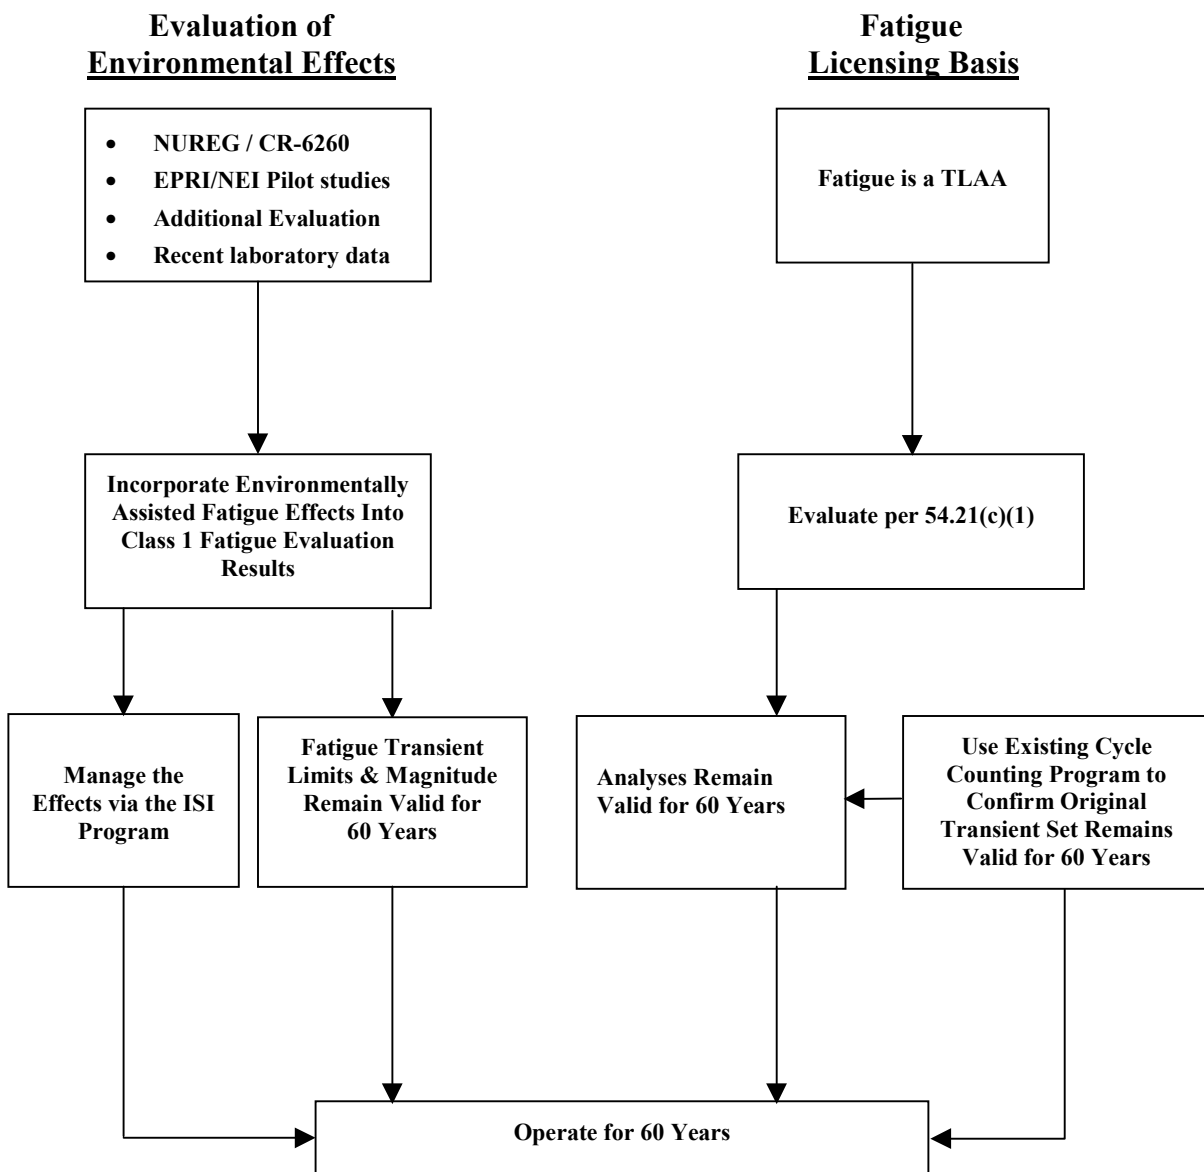 Evaluation of
Environmental Effects
Fatigue
Licensing Basis
• NUREG / CR-6260
• EPRI/NEI Pilot studies
• Additional Evaluation
• Recent laboratory data
Fatigue is a TLAA
Incorporate Environmentally
Assisted Fatigue Effects Into
Class 1 Fatigue Evaluation
Results
Evaluate per 54.21(c)(1)
Manage the
Effects via the ISI
Program
Fatigue Transient
Limits & Magnitude
Remain Valid for
60 Years
Analyses Remain
Valid for 60 Years
Use Existing Cycle
Counting Program to
Confirm Original
Transient Set Remains
Valid for 60 Years
Operate for 60 Years